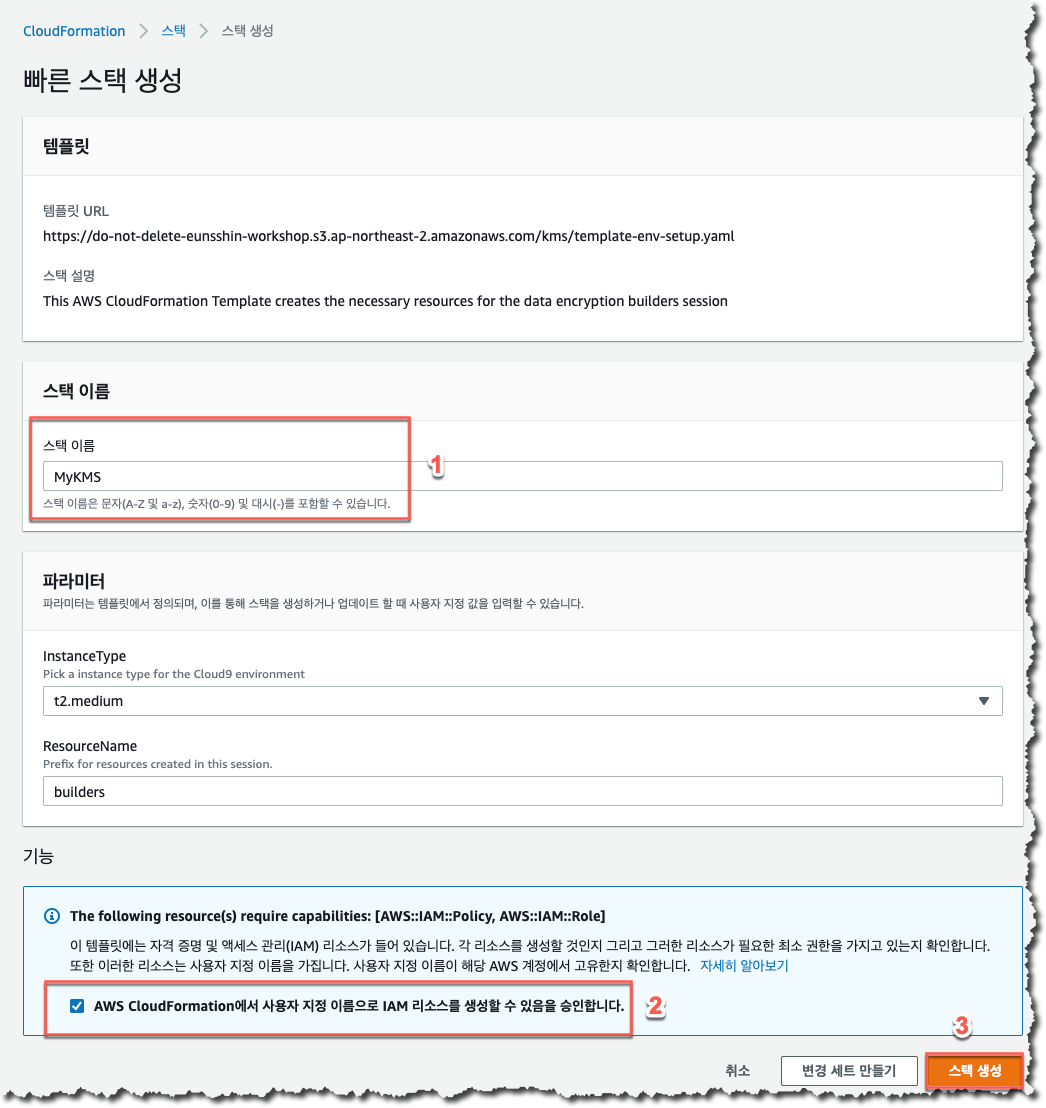 CloudFormation > 스택 > 스택 생성
빠른 스택 생성
템플릿
템플릿 URL
https://do-not-delete-eunsshin-workshop.s3.ap-northeast-2.amazonaws.com/kms/template-env-setup.yaml
스택 설명
This AWS CloudFormation Template creates the necessary resources for the data encryption builders session
스택 이름
스택 이름
1
MyKMS
스택 이름은 문자(A-Z 및 a-z), 숫자(0-9) 및 대시(-)를 포함할 수 있습니다.
파라미터
파라미터는 템플릿에서 정의되며, 이를 통해 스택을 생성하거나 업데이트 할 때 사용자 지정 값을 입력할 수 있습니다.
InstanceType
Pick a instance type for the Cloud9 environment
t2.medium
ResourceName
Prefix for resources created in this session.
builders
기능
The following resource(s) require capabilities: [AWS::IAM::Policy, AWS::IAM::Role]
이 템플릿에는 자격 증명 및 액세스 관리(IAM) 리소스가 들어 있습니다. 각 리소스를 생성할 것인지 그리고 그러한 리소스가 필요한 최소 권한을 가지고 있는지 확인합니다.
또한 이러한 리소스는 사용자 지정 이름을 가집니다. 사용자 지정 이름이 해당 AWS 계정에서 고유한지 확인합니다. 자세히 알아보기
AWS CloudFormation에서 사용자 지정 이름으로 IAM 리소스를 생성할 수 있음을 승인합니다. 2
3
취소 변경 세트 만들기 스택 생성